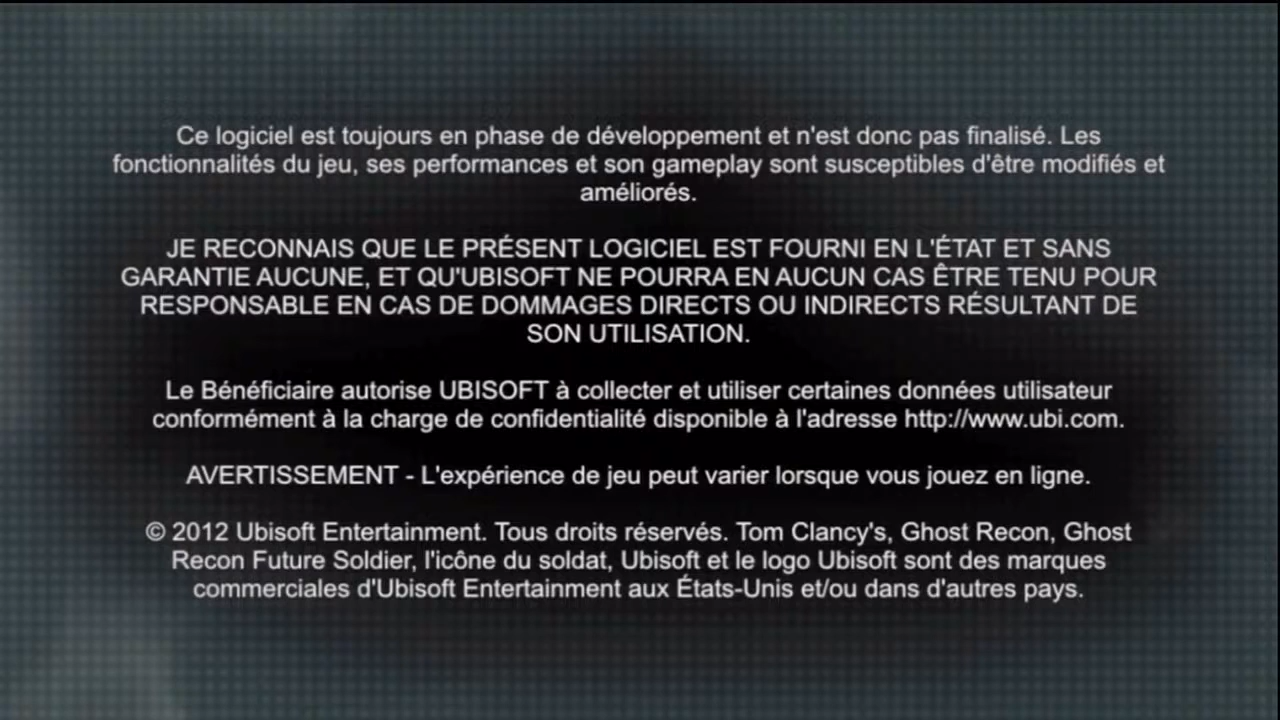 Ce logiciel est toujours en phase de développement et n'est donc pas finalisé. Les
fonctionnalités du jeu, ses performances et son gameplay sont susceptibles d'être modifiés et
améliorés.
JE RECONNAIS QUE LE PRÉSENT LOGICIEL EST FOURNI EN L'ÉTAT ET SANS
GARANTIE AUCUNE, ET QU'UBISOFT NE POURRA EN AUCUN CAS ÊTRE TENU POUR
RESPONSABLE EN CAS DE DOMMAGES DIRECTS OU INDIRECTS RÉSULTANT DE
SON UTILISATION.
Le Bénéficiaire autorise UBISOFT à collecter et utiliser certaines données utilisateur
conformément à la charge de confidentialité disponible à l'adresse http://www.ubi.com.
AVERTISSEMENT - L'expérience de jeu peut varier lorsque vous jouez en ligne.
© 2012 Ubisoft Entertainment. Tous droits réservés. Tom Clancy's, Ghost Recon, Ghost
Recon Future Soldier, l'icône du soldat, Ubisoft et le logo Ubisoft sont des marques
commerciales d'Ubisoft Entertainment aux États-Unis et/ou dans d'autres pays.